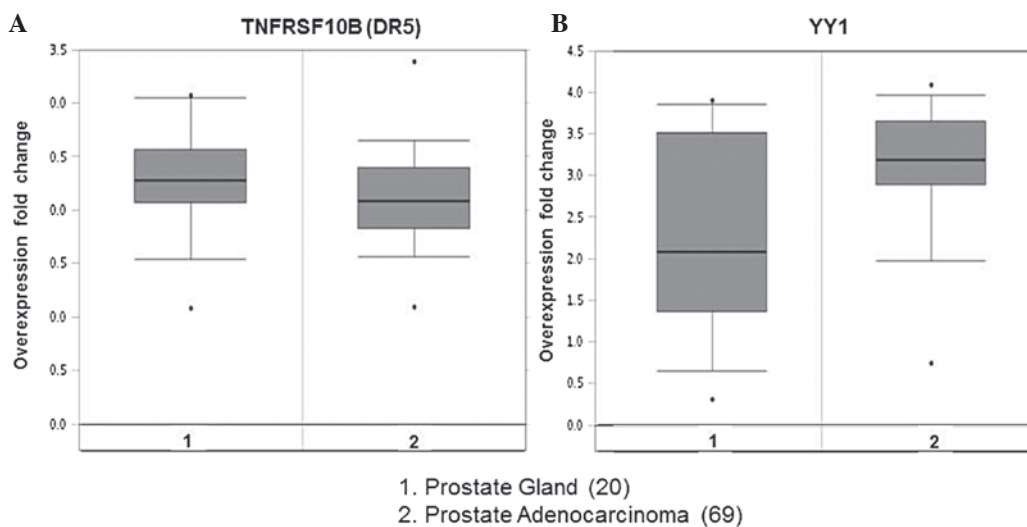 A
TNFRSF10B (DR5)
Overexpression fold change
3.5
0.0
0.5
0.0
0.5
0.0
0.5
0.0
1
2
B
YY1
Overexpression fold change
4.5
4.0
3.5
3.0
2.5
2.0
1.5
1.0
0.5
0.0
1
2
1. Prostate Gland (20)
2. Prostate Adenocarcinoma (69)